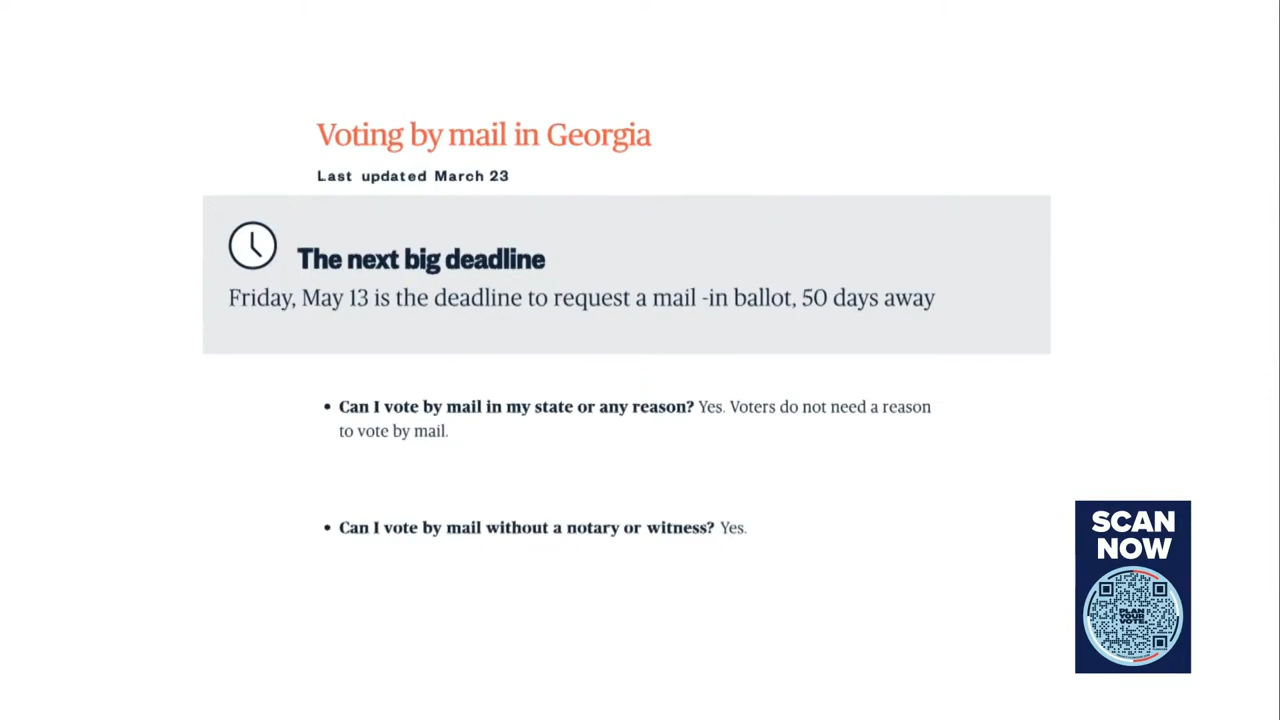 Voting by mail in Georgia
Last updated March 23
The next big deadline
Friday, May 13 is the deadline to request a mail -in ballot, 50 days away
• Can I vote by mail in my state or any reason? Yes. Voters do not need a reason
to vote by mail.
• Can I vote by mail without a notary or witness? Yes.
SCAN
NOW
PLAN
YOUR
VOTE.